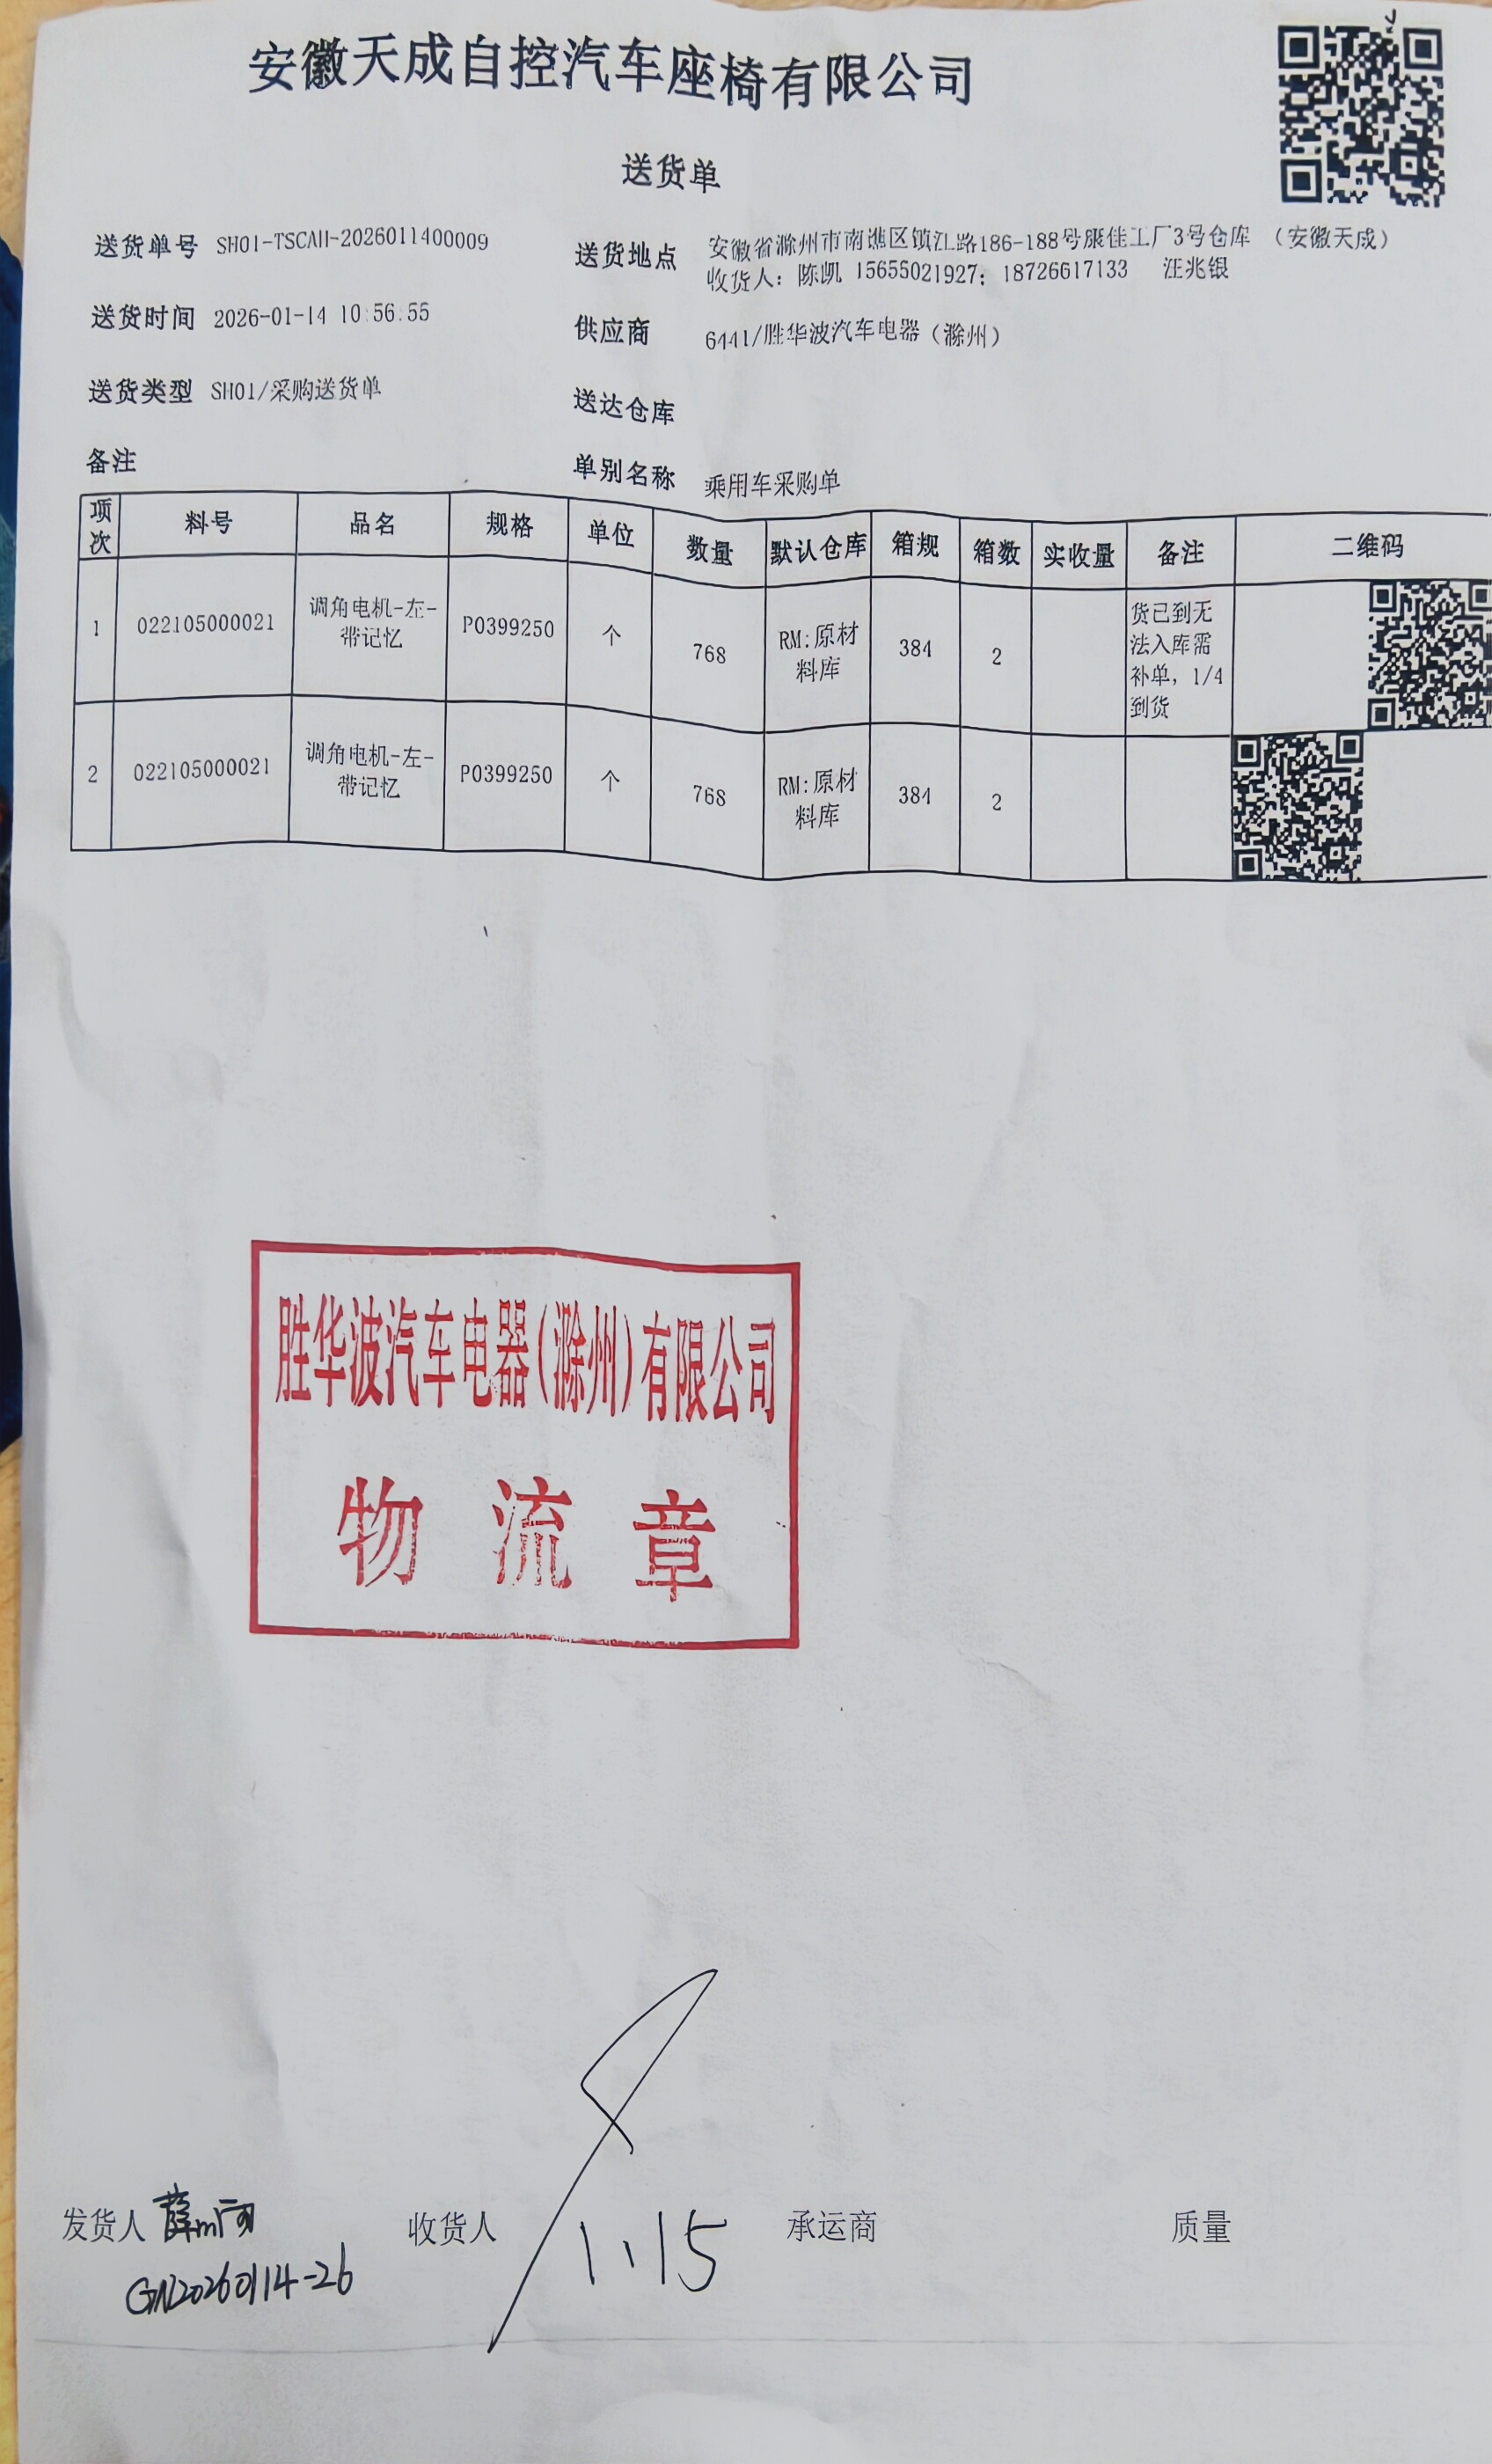 安徽天成自控汽车座椅有限公司
送货单
送货单号 SH01-TSCAH-2026011400009
送货地点 安徽省滁州市南谯区镇江路186-188号康佳工厂3号仓库 (安徽天成)
收货人: 陈凯 15655021927; 18726617133 汪兆银
送货时间 2026-01-14 10:56:55
供应商 6441/胜华波汽车电器(滁州)
送货类型 SH01/采购送货单
送达仓库
备注
单别名称 乘用车采购单
项次 料号 品名 规格 单位 数量 默认仓库 箱规 箱数 实收量 备注 二维码
1 022105000021 调角电机-左-带记忆 P0399250 个 768 RM:原材料库 384 2 货已到无法入库需补单, 1/4到货
2 022105000021 调角电机-左-带记忆 P0399250 个 768 RM:原材料库 384 2
胜华波汽车电器(滁州)有限公司
物流章
发货人 收货人 1.15 承运商 质量
GN20260114-26